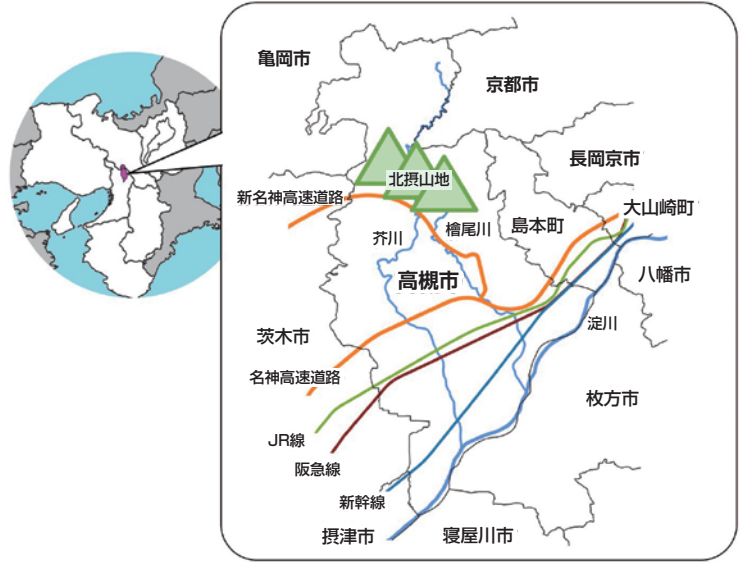 亀岡市
京都市
長岡京市
北摂山地
新名神高速道路
大山崎町
島本町
檜尾川
芥川
高槻市
八幡市
淀川
茨木市
名神高速道路
枚方市
JR線
阪急線
新幹線
摂津市
寝屋川市